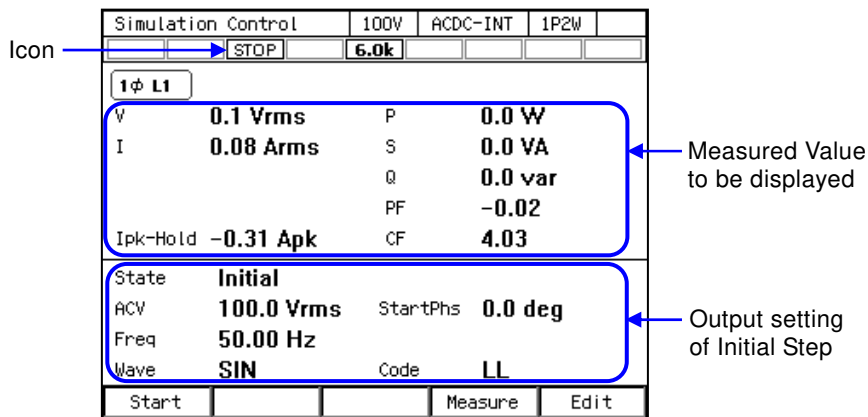 Simulation Control 100V ACDC-INT 1P2W
Icon STOP 6.0k
1ϕ L1
V 0.1 Vrms P 0.0 W
I 0.08 Arms S 0.0 VA
Q 0.0 var
PF -0.02
Ipk-Hold -0.31 Apk CF 4.03
Measured Value
to be displayed
State Initial
ACV 100.0 Vrms StartPhs 0.0 deg
Freq 50.00 Hz
Wave SIN Code LL
Output setting
of Initial Step
Start Measure Edit